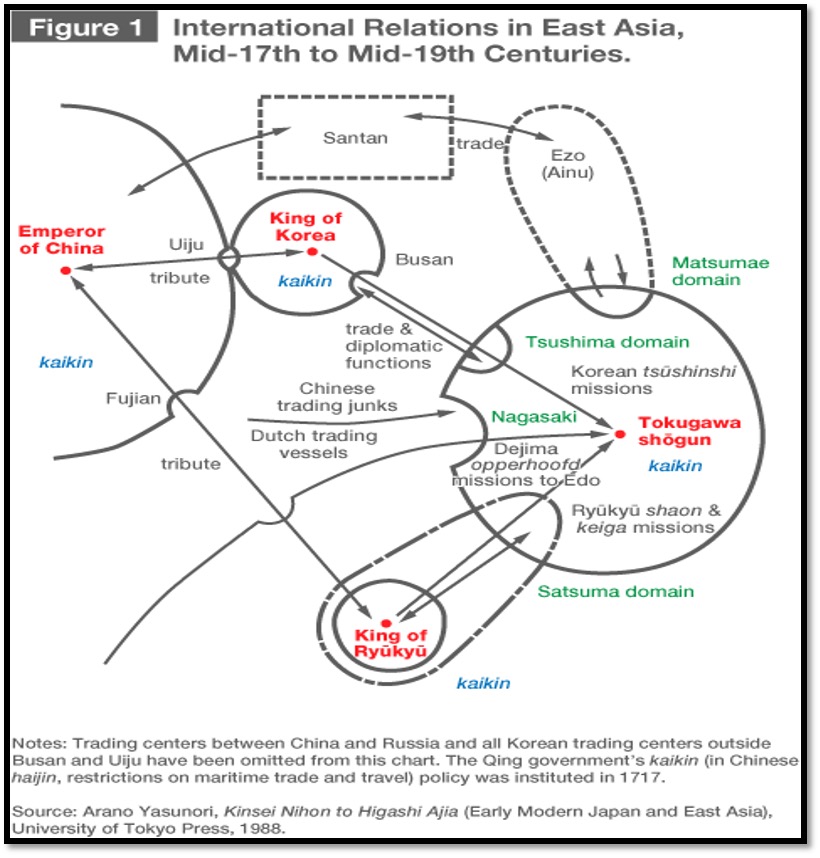 Figure 1 International Relations in East Asia,
Mid-17th to Mid-19th Centuries.
Santan
trade
Ezo
(Ainu)
Emperor
of China
Uiju
tribute
King of
Korea
kaikin
Busan
Matsumae
domain
kaikin
trade &
diplomatic
functions
Tsushima domain
Korean tsūshinshi
missions
Fujian
Chinese
trading junks
Dutch trading
vessels
Nagasaki
Tokugawa
shōgun
kaikin
Dejima
opperhoofd
missions to Edo
tribute
Ryūkyū shaon &
keiga missions
Satsuma domain
King of
Ryūkyū
kaikin
Notes: Trading centers between China and Russia and all Korean trading centers outside
Busan and Uiju have been omitted from this chart. The Qing government’s kaikin (in Chinese
haijin, restrictions on maritime trade and travel) policy was instituted in 1717.
Source: Arano Yasunori, Kinsei Nihon to Higashi Ajia (Early Modern Japan and East Asia),
University of Tokyo Press, 1988.